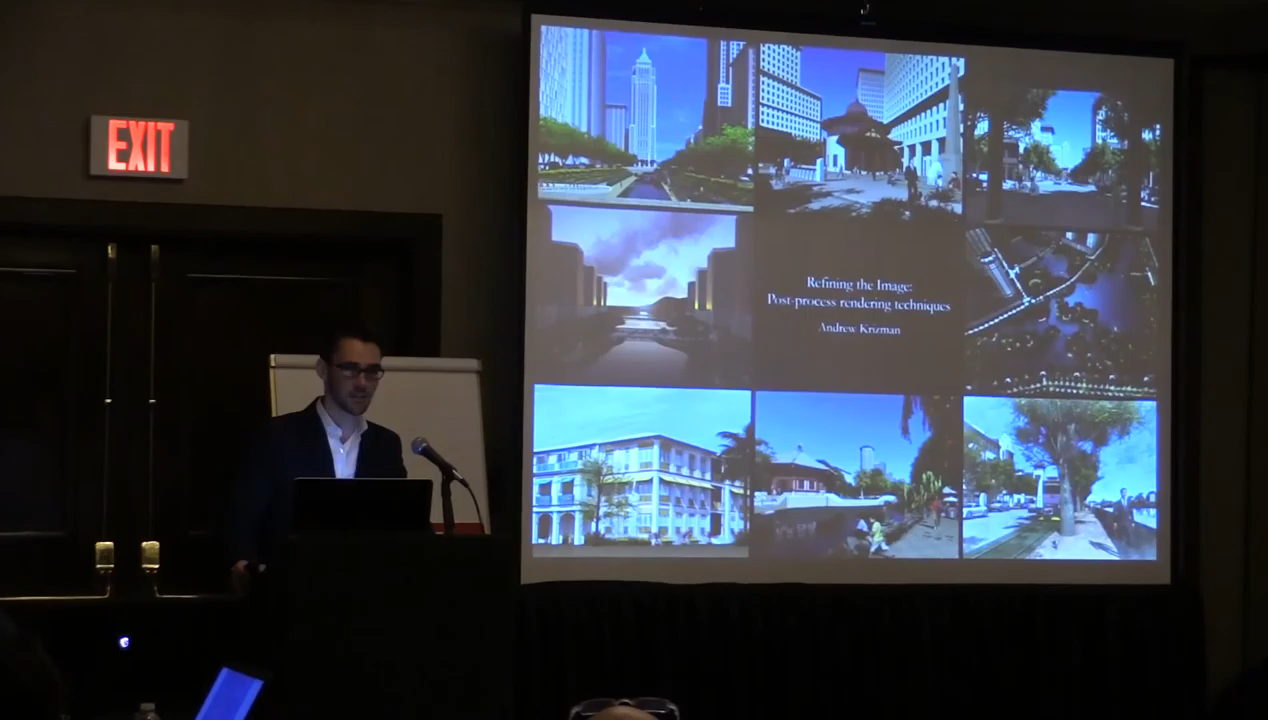 EXIT
Refining the Image:
Post-process rendering techniques
Andrew Krizman